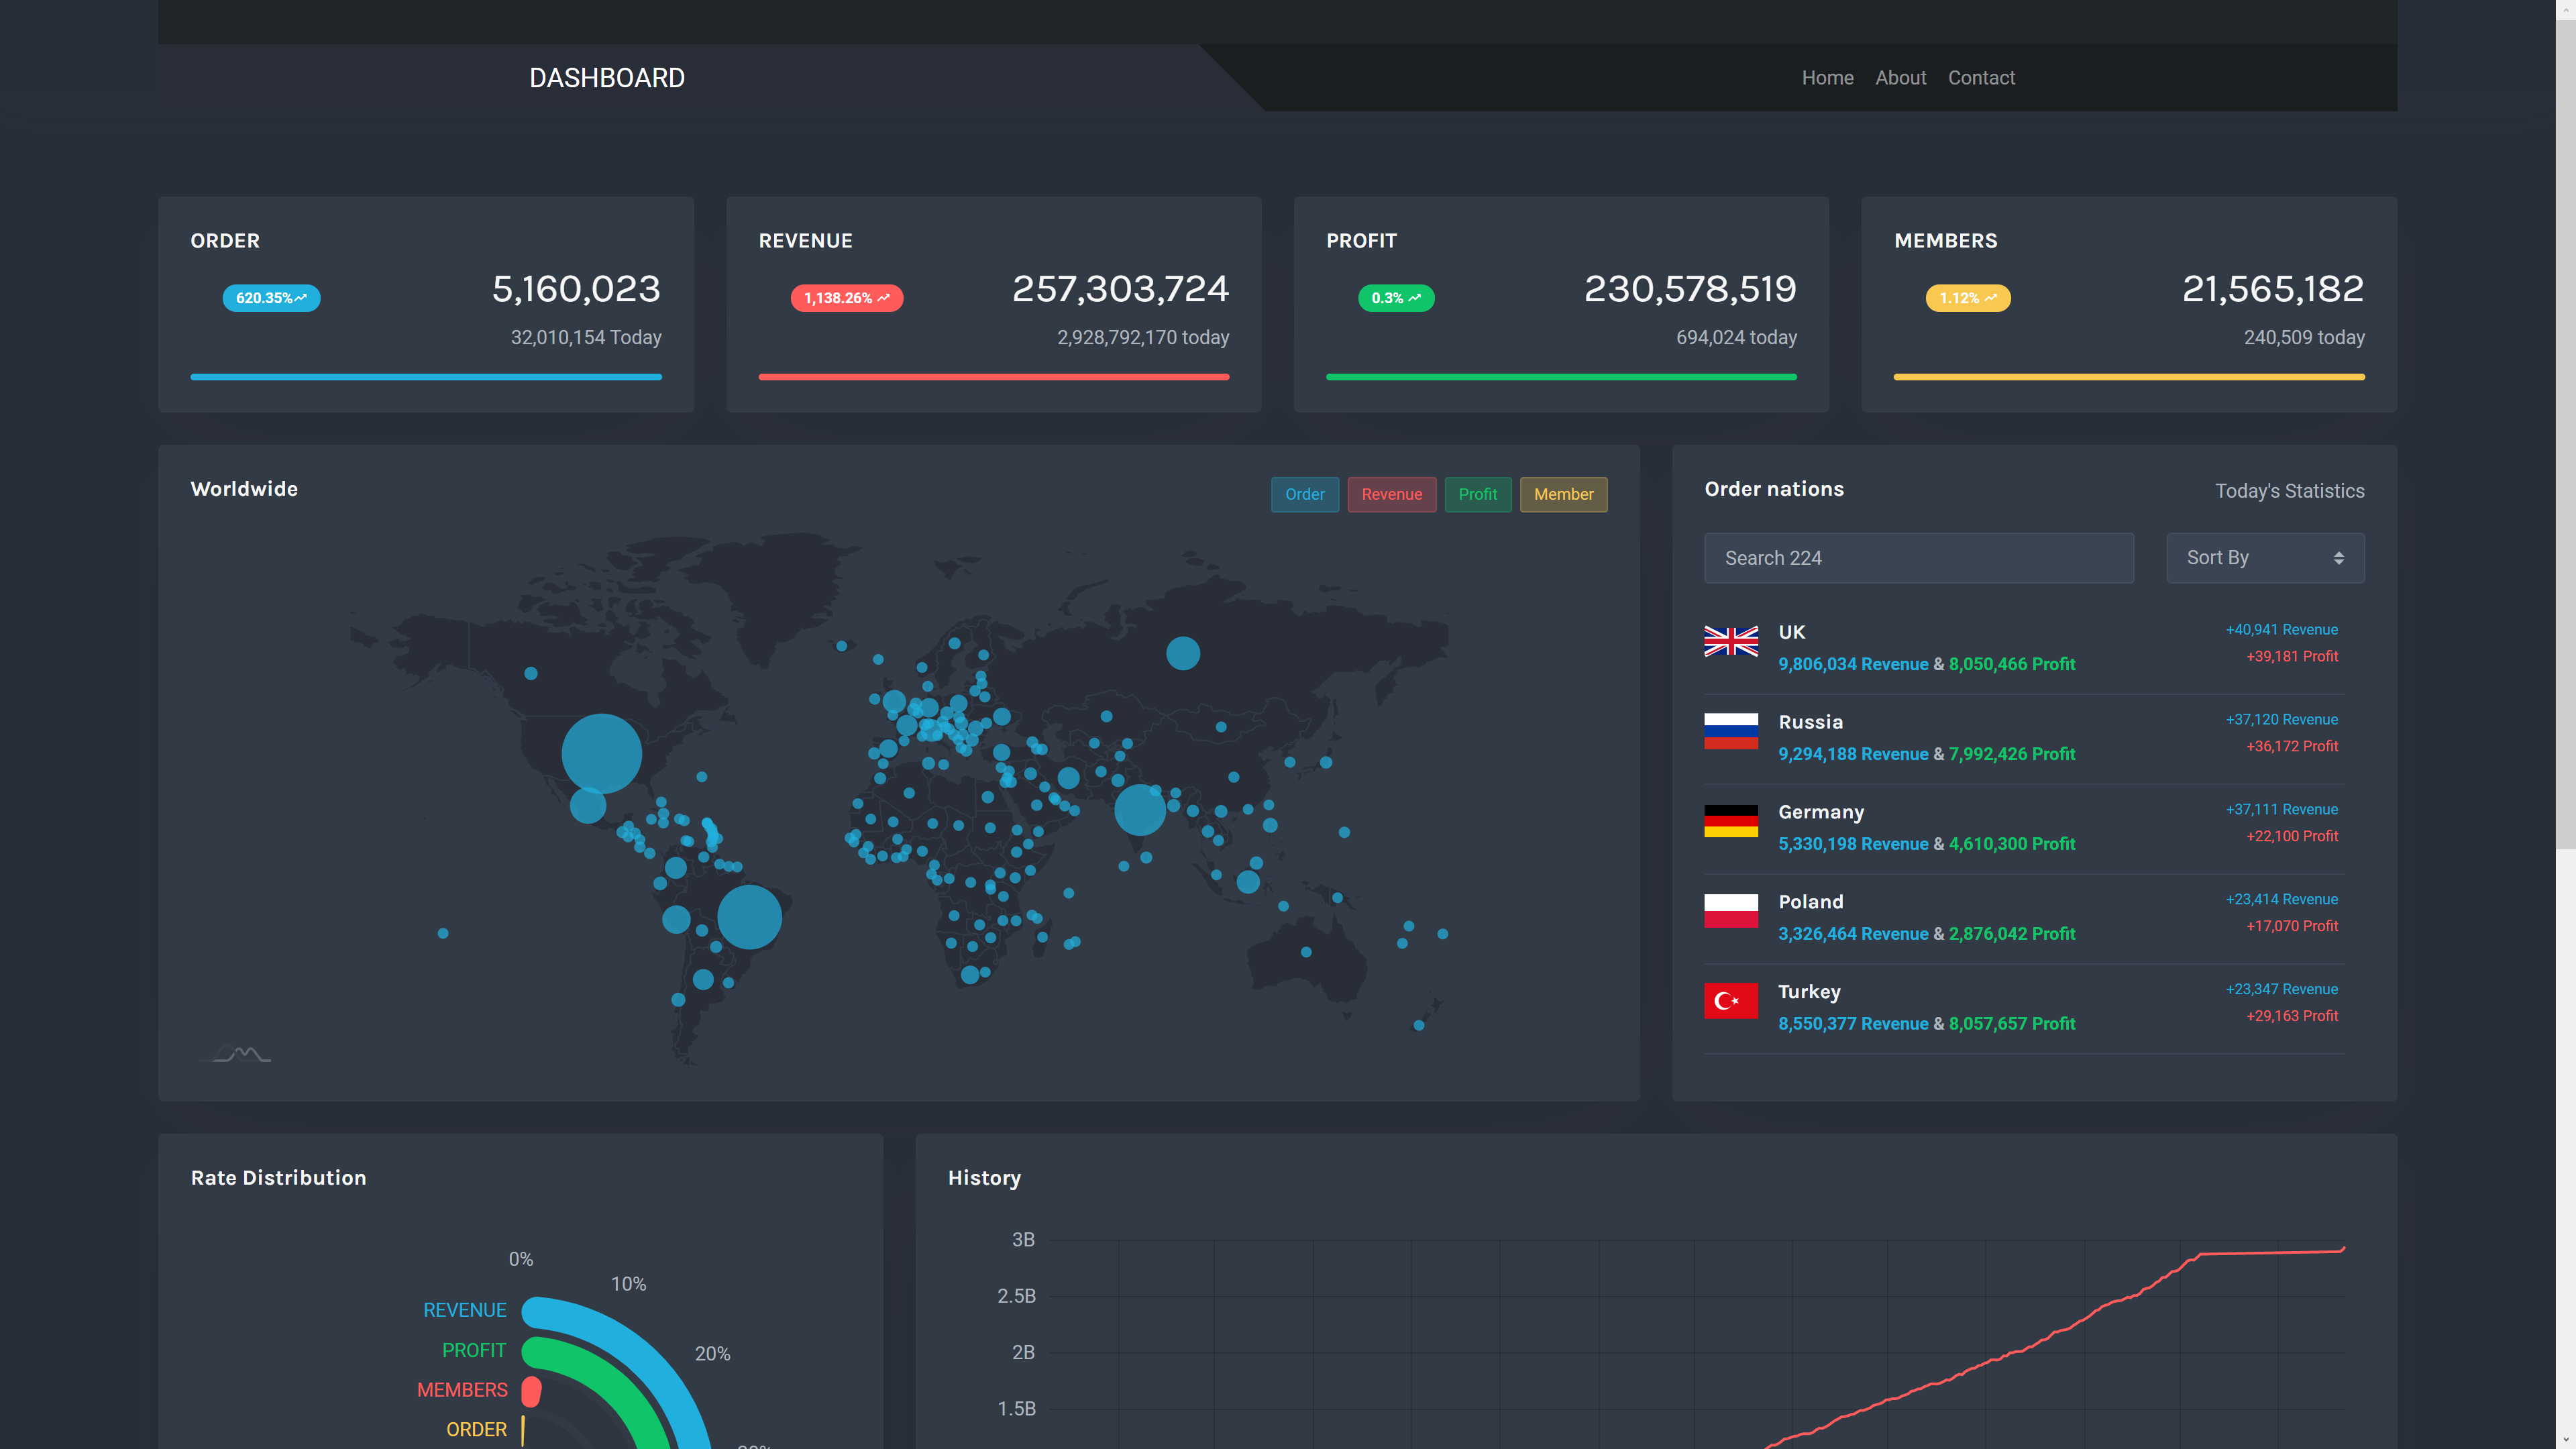 DASHBOARD
Home About Contact
ORDER
620.35%
5,160,023
32,010,154 Today
REVENUE
1,138.26%
257,303,724
2,928,792,170 today
PROFIT
0.3%
230,578,519
694,024 today
MEMBERS
1.12%
21,565,182
240,509 today
Worldwide
Order Revenue Profit Member
Order nations
Today's Statistics
Search 224
Sort By
UK
9,806,034 Revenue & 8,050,466 Profit
+40,941 Revenue
+39,181 Profit
Russia
9,294,188 Revenue & 7,992,426 Profit
+37,120 Revenue
+36,172 Profit
Germany
5,330,198 Revenue & 4,610,300 Profit
+37,111 Revenue
+22,100 Profit
Poland
3,326,464 Revenue & 2,876,042 Profit
+23,414 Revenue
+17,070 Profit
Turkey
8,550,377 Revenue & 8,057,657 Profit
+23,347 Revenue
+29,163 Profit
Rate Distribution
0%
10%
20%
REVENUE
PROFIT
MEMBERS
ORDER
History
3B
2.5B
2B
1.5B